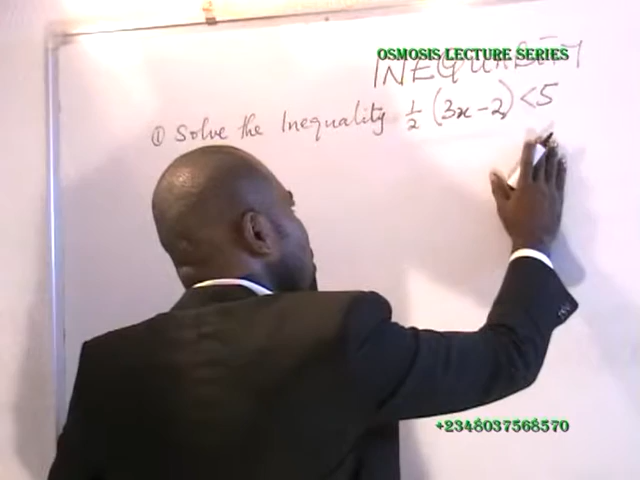 OSMOSIS LECTURE SERIES
INEQUALITY
① Solve the Inequality ½ (3x - 2) < 5
+2348037568570